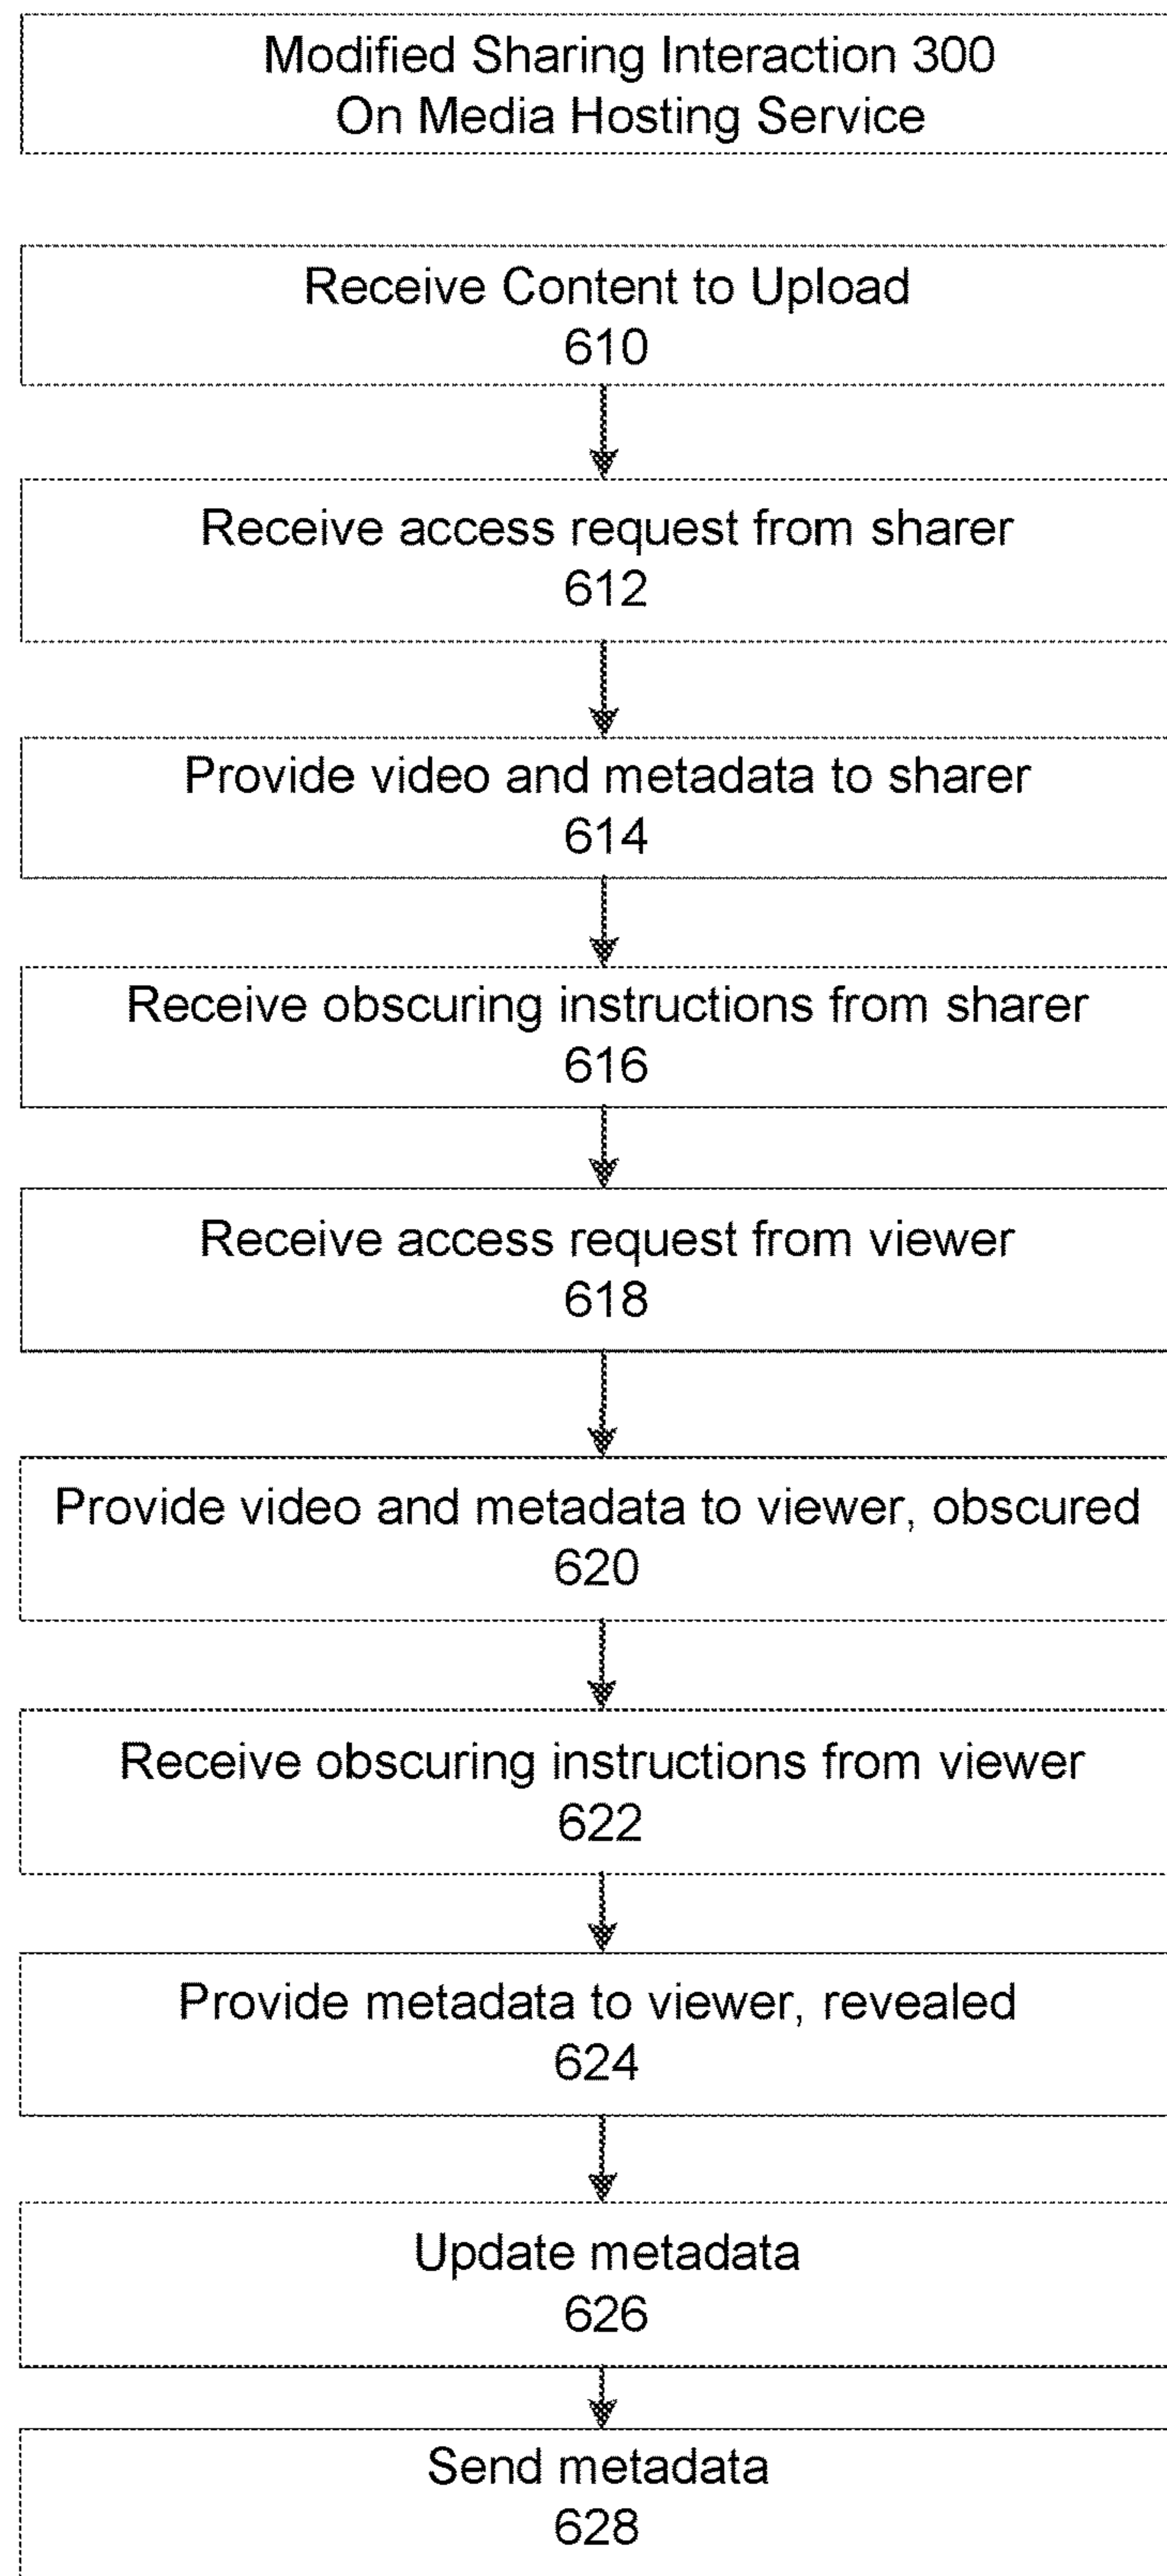 Modified Sharing Interaction 300
On Media Hosting Service
Receive Content to Upload
610
Receive access request from sharer
612
Provide video and metadata to sharer
614
Receive obscuring instructions from sharer
616
Receive access request from viewer
618
Provide video and metadata to viewer, obscured
620
Receive obscuring instructions from viewer
622
Provide metadata to viewer, revealed
624
Update metadata
626
Send metadata
628